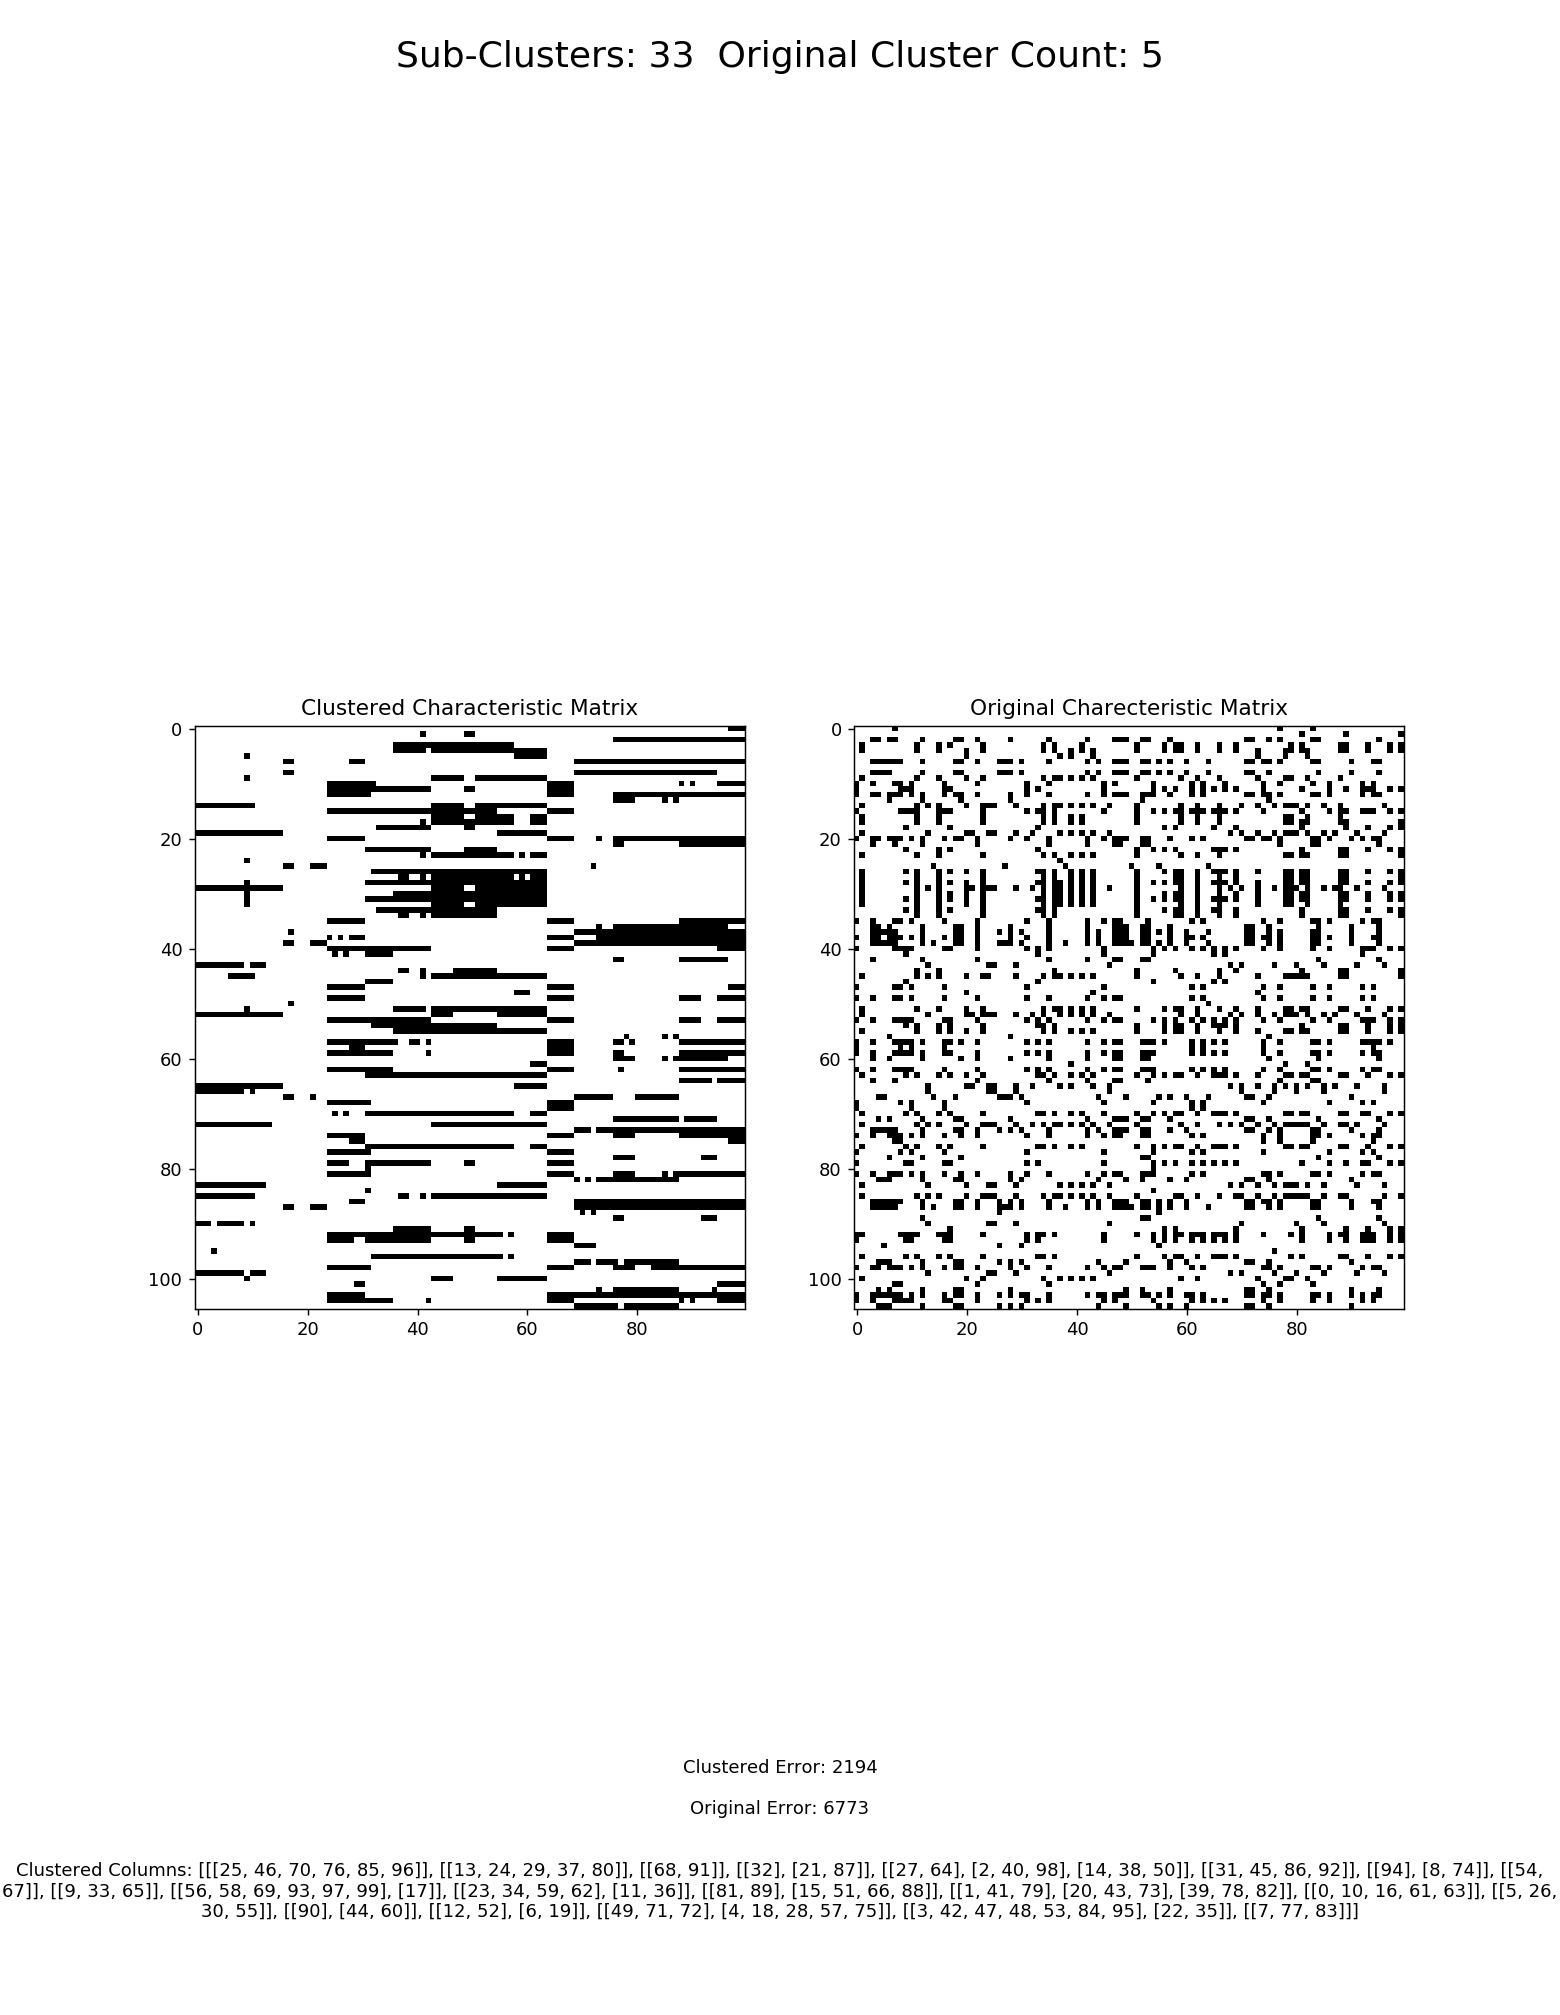 Sub-Clusters: 33  Original Cluster Count: 5
Clustered Characteristic Matrix
Original Charecteristic Matrix
0
20
40
60
80
100
0 20 40 60 80
0
20
40
60
80
100
0 20 40 60 80
Clustered Error: 2194
Original Error: 6773
Clustered Columns: [[[25, 46, 70, 76, 85, 96]], [[13, 24, 29, 37, 80]], [[68, 91]], [[32], [21, 87]], [[27, 64], [2, 40, 98], [14, 38, 50]], [[31, 45, 86, 92]], [[94], [8, 74]], [[54,
67]], [[9, 33, 65]], [[56, 58, 69, 93, 97, 99], [17]], [[23, 34, 59, 62], [11, 36]], [[81, 89], [15, 51, 66, 88]], [[1, 41, 79], [20, 43, 73], [39, 78, 82]], [[0, 10, 16, 61, 63]], [[5, 26,
30, 55]], [[90], [44, 60]], [[12, 52], [6, 19]], [[49, 71, 72], [4, 18, 28, 57, 75]], [[3, 42, 47, 48, 53, 84, 95], [22, 35]], [[7, 77, 83]]]